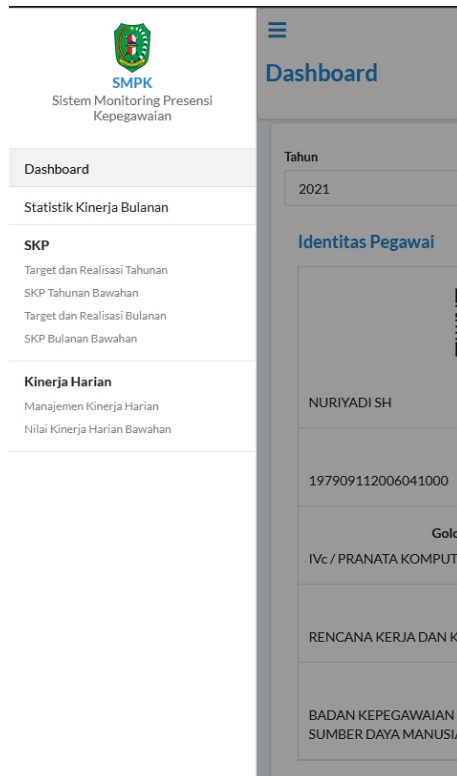 SMPK
Sistem Monitoring Presensi
Kepegawaian
Dashboard
Statistik Kinerja Bulanan
SKP
Target dan Realisasi Tahunan
SKP Tahunan Bawahan
Target dan Realisasi Bulanan
SKP Bulanan Bawahan
Kinerja Harian
Manajemen Kinerja Harian
Nilai Kinerja Harian Bawahan
Dashboard
Tahun
2021
Identitas Pegawai
NURIYADI SH
197909112006041000
Golo
IVc / PRANATA KOMPUT
RENCANA KERJA DAN K
BADAN KEPEGAWAIAN
SUMBER DAYA MANUSIA